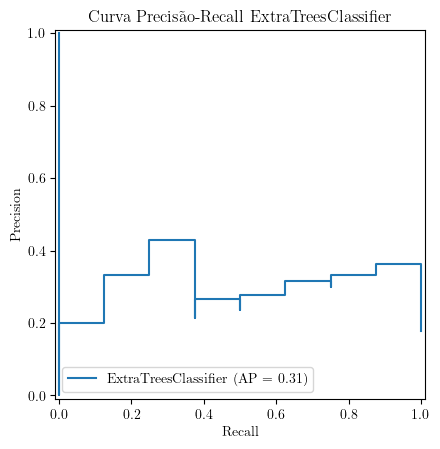 Curva Precisão-Recall ExtraTreesClassifier
1.0
0.8
0.6
0.4
0.2
0.0
Precision
ExtraTreesClassifier (AP = 0.31)
0.0 0.2 0.4 0.6 0.8 1.0
Recall